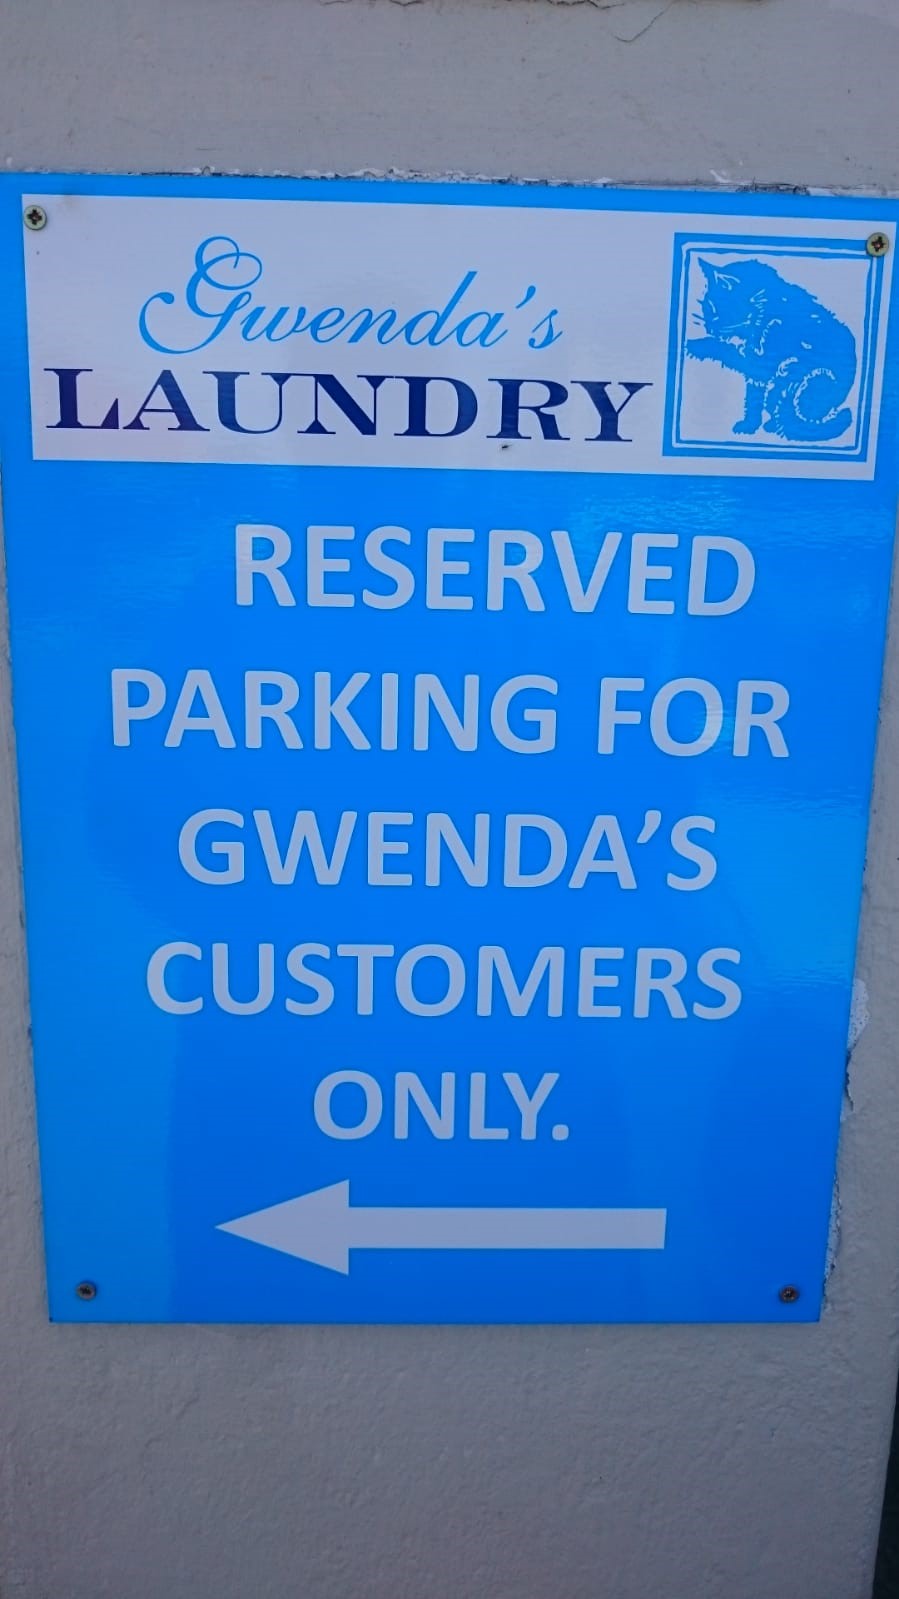 Gwenda's
LAUNDRY
RESERVED
PARKING FOR
GWENDA'S
CUSTOMERS
ONLY.